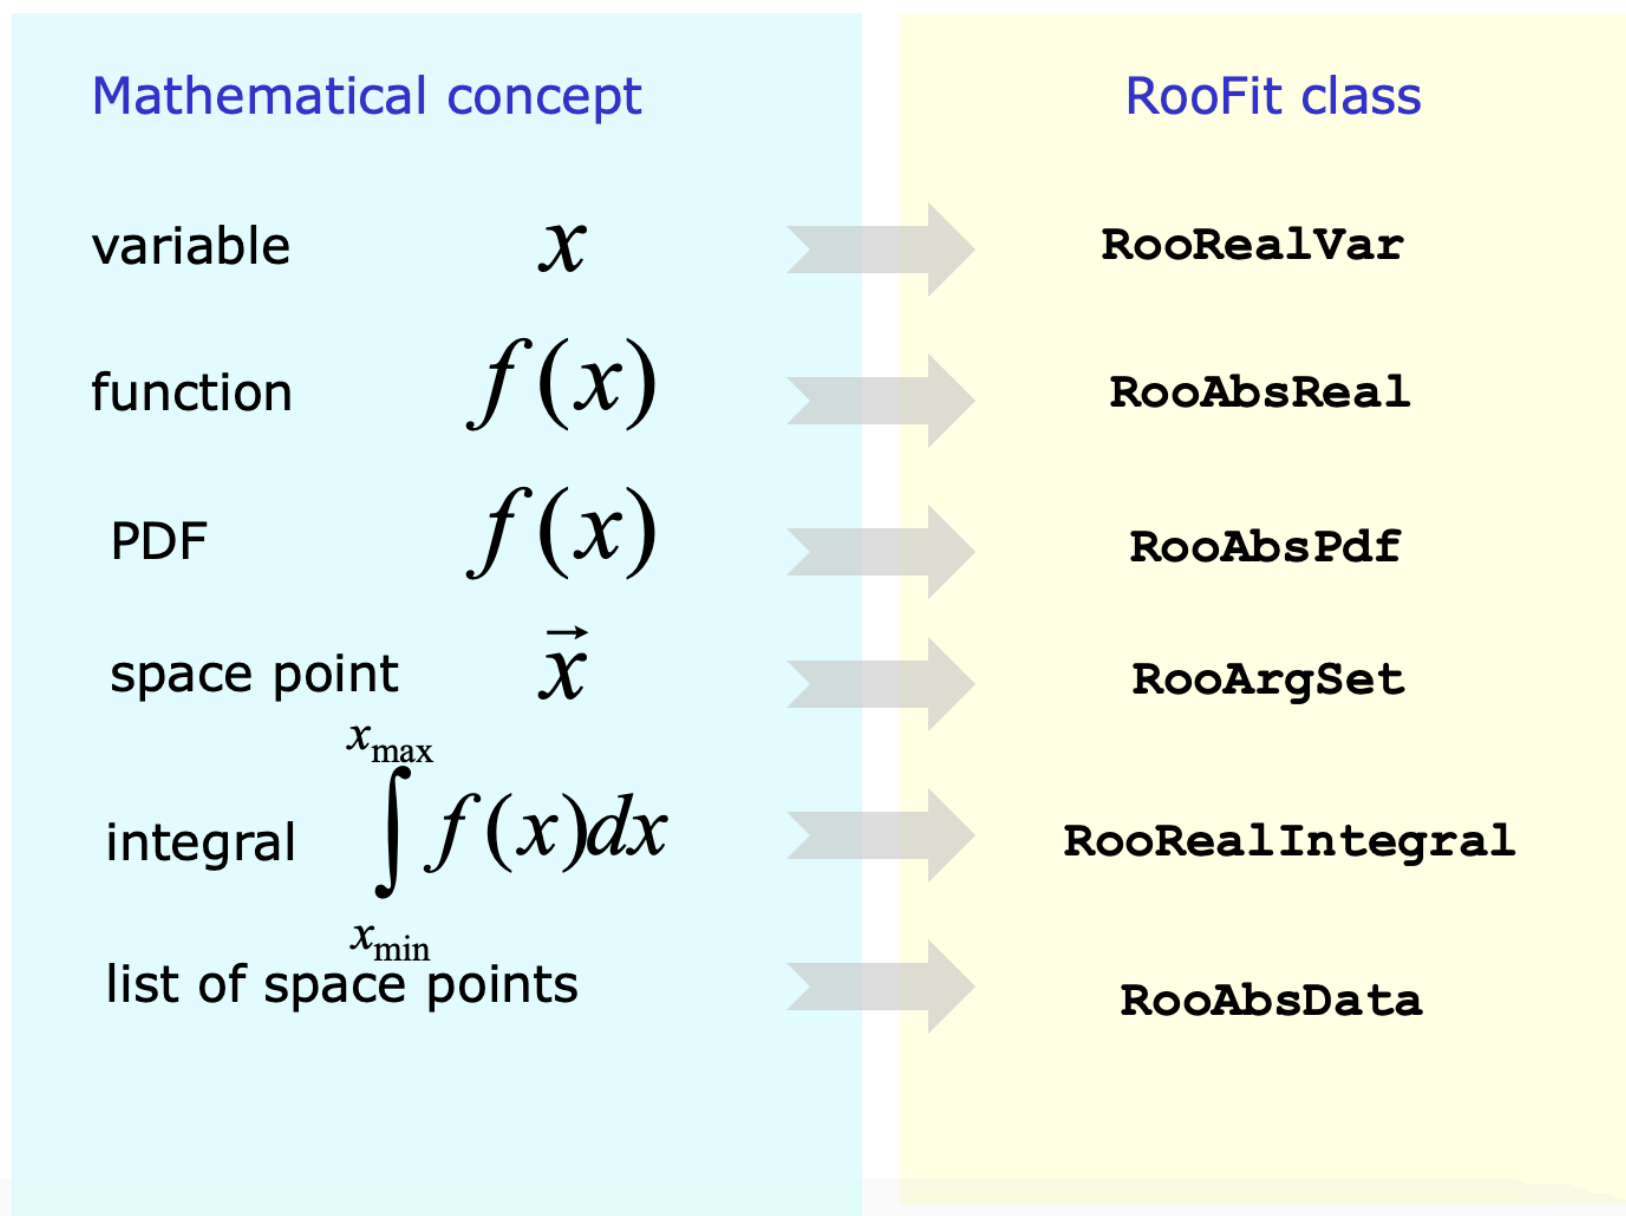 Mathematical concept RooFit class
variable x RooRealVar
function f(x) RooAbsReal
PDF f(x) RooAbsPdf
space point x⃗ RooArgSet
x_max
integral ∫ f(x)dx RooRealIntegral
x_min
list of space points RooAbsData